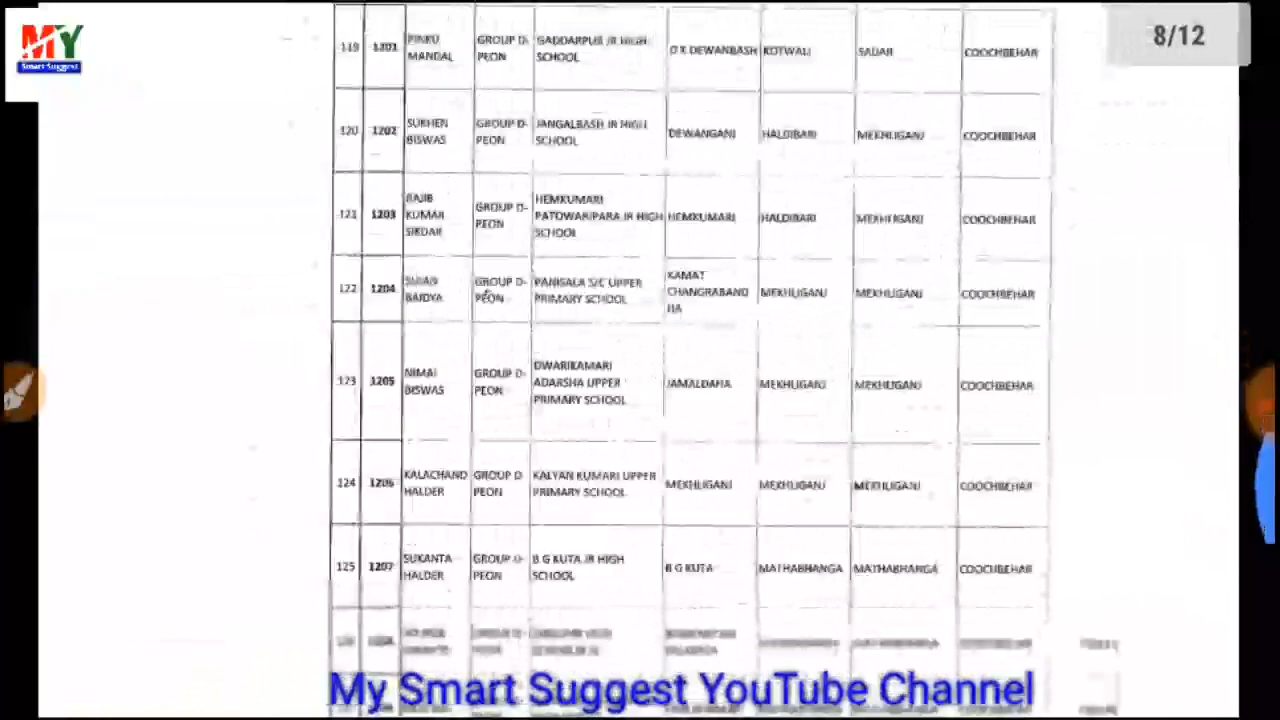 MY
Smart Suggest
8/12
119 1201 PINKU MANDAL GROUP D-PEON GADDARPUR JR HIGH SCHOOL D K DEWANBASH KOTWALI SADAR COOCHBEHAR
120 1202 SUKHEN BISWAS GROUP D-PEON JANGALBASH JR HIGH SCHOOL DEWANGANJ HALDIBARI MEKHLIGANJ COOCHBEHAR
121 1203 RAJIB KUMAR SIKDAR GROUP D-PEON HEMKUMARI PATOWARIPARA JR HIGH SCHOOL HEMKUMARI HALDIBARI MEKHLIGANJ COOCHBEHAR
122 1204 BAIDYA GROUP D-PEON PANISALA S/C UPPER PRIMARY SCHOOL KAMAT CHANGRABANDHA MEKHLIGANJ MEKHLIGANJ COOCHBEHAR
123 1205 NIMAI BISWAS GROUP D-PEON DWARIKAMARI ADARSHA UPPER PRIMARY SCHOOL JAMALDAHA MEKHLIGANJ MEKHLIGANJ COOCHBEHAR
124 1206 KALACHAND HALDER GROUP D PEON KALYAN KUMARI UPPER PRIMARY SCHOOL MEKHLIGANJ MEKHLIGANJ MEKHLIGANJ COOCHBEHAR
125 1207 SUKANTA HALDER GROUP D-PEON B G KUTA JR HIGH SCHOOL B G KUTA MATHABHANGA MATHABHANGA COOCHBEHAR
My Smart Suggest YouTube Channel